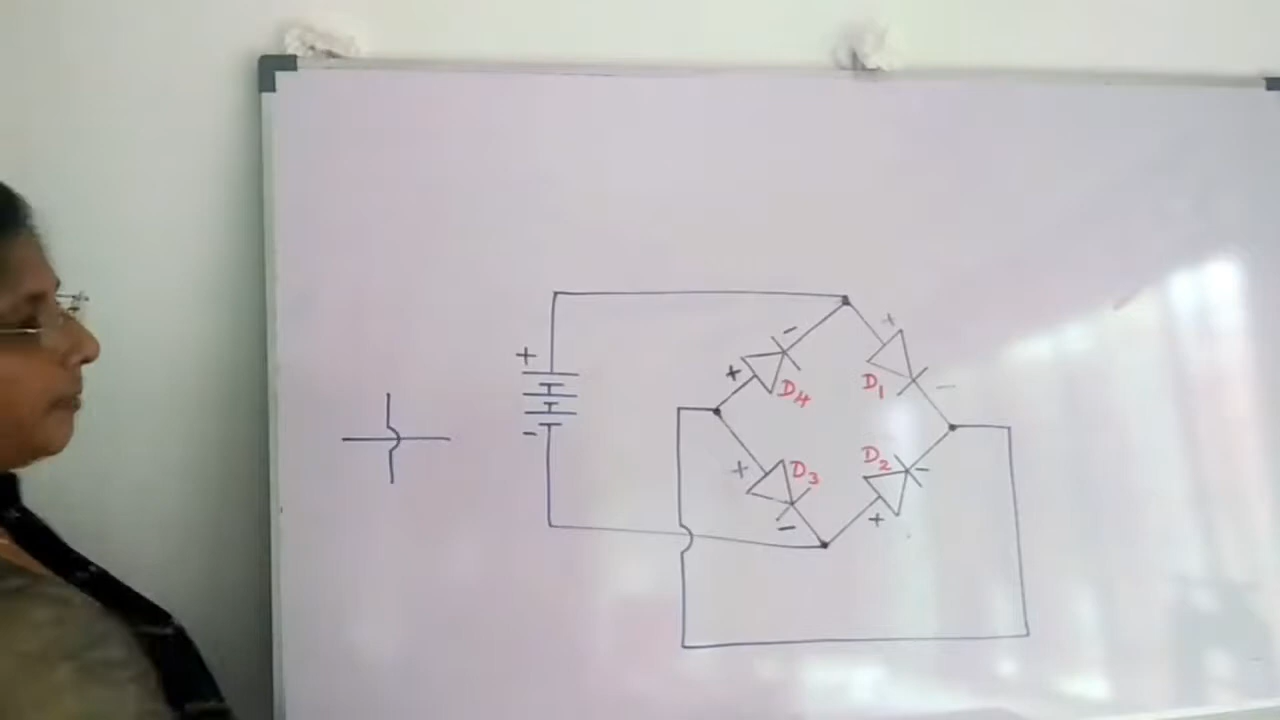 +
-
- D4 +
+ D1 -
+ D3 -
D2 - +